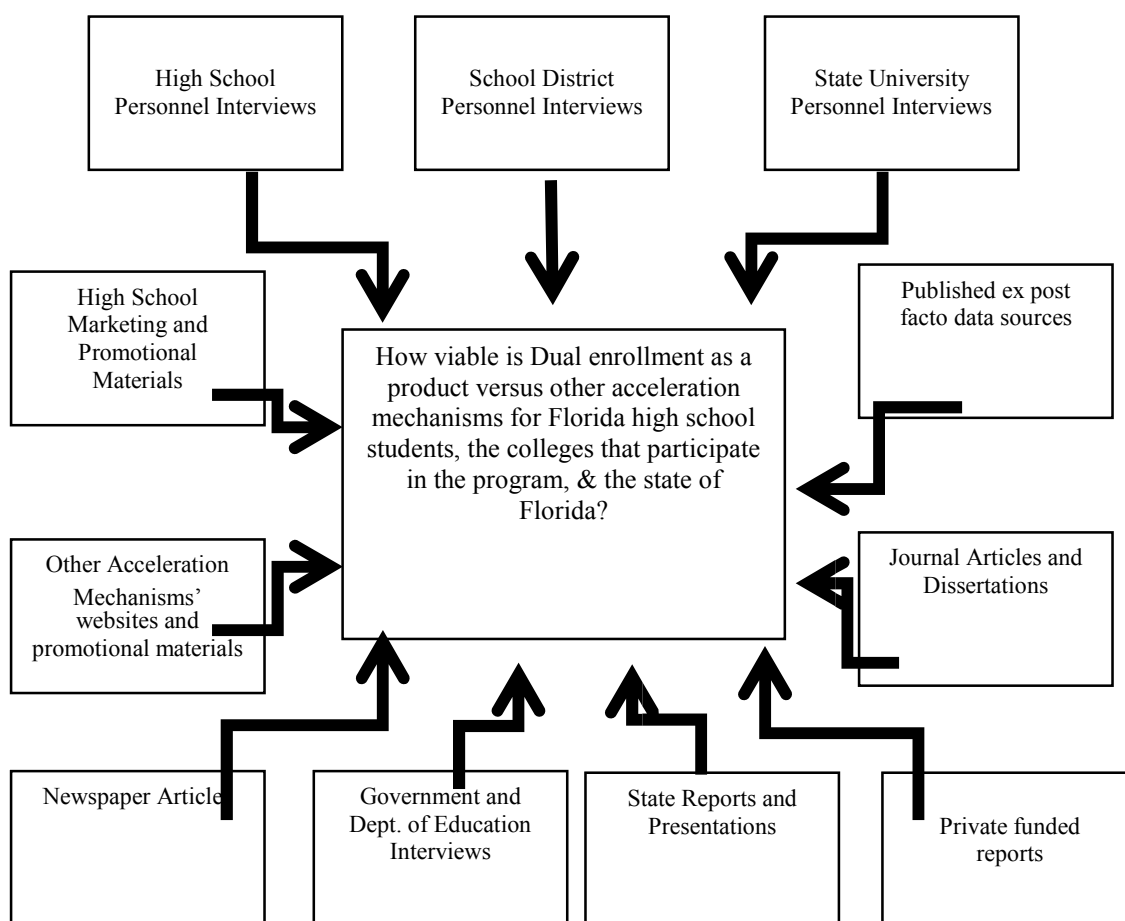 High School
Personnel Interviews
School District
Personnel Interviews
State University
Personnel Interviews
High School
Marketing and
Promotional
Materials
Published ex post
facto data sources
How viable is Dual enrollment as a
product versus other acceleration
mechanisms for Florida high school
students, the colleges that participate
in the program, & the state of
Florida?
Other Acceleration
Mechanisms’
websites and
promotional materials
Journal Articles and
Dissertations
Newspaper Article
Government and
Dept. of Education
Interviews
State Reports and
Presentations
Private funded
reports